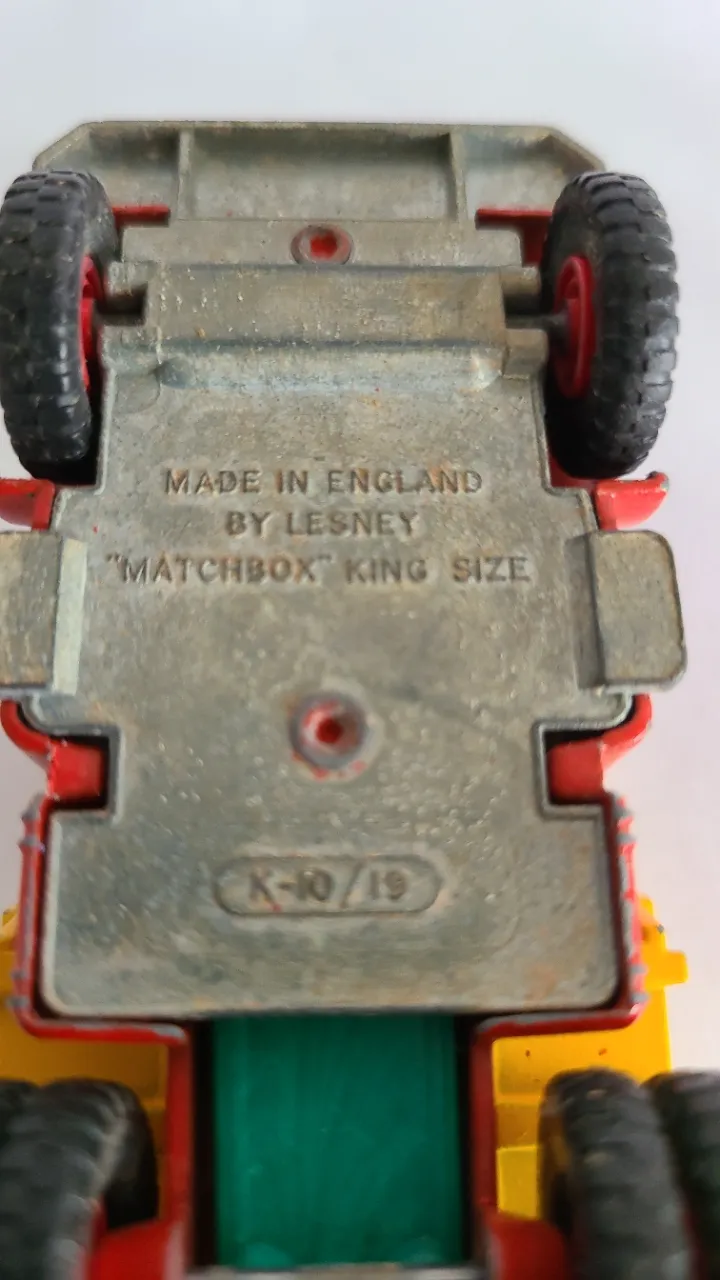 MADE IN ENGLAND
BY LESNEY
"MATCHBOX" KING SIZE
K-10/19